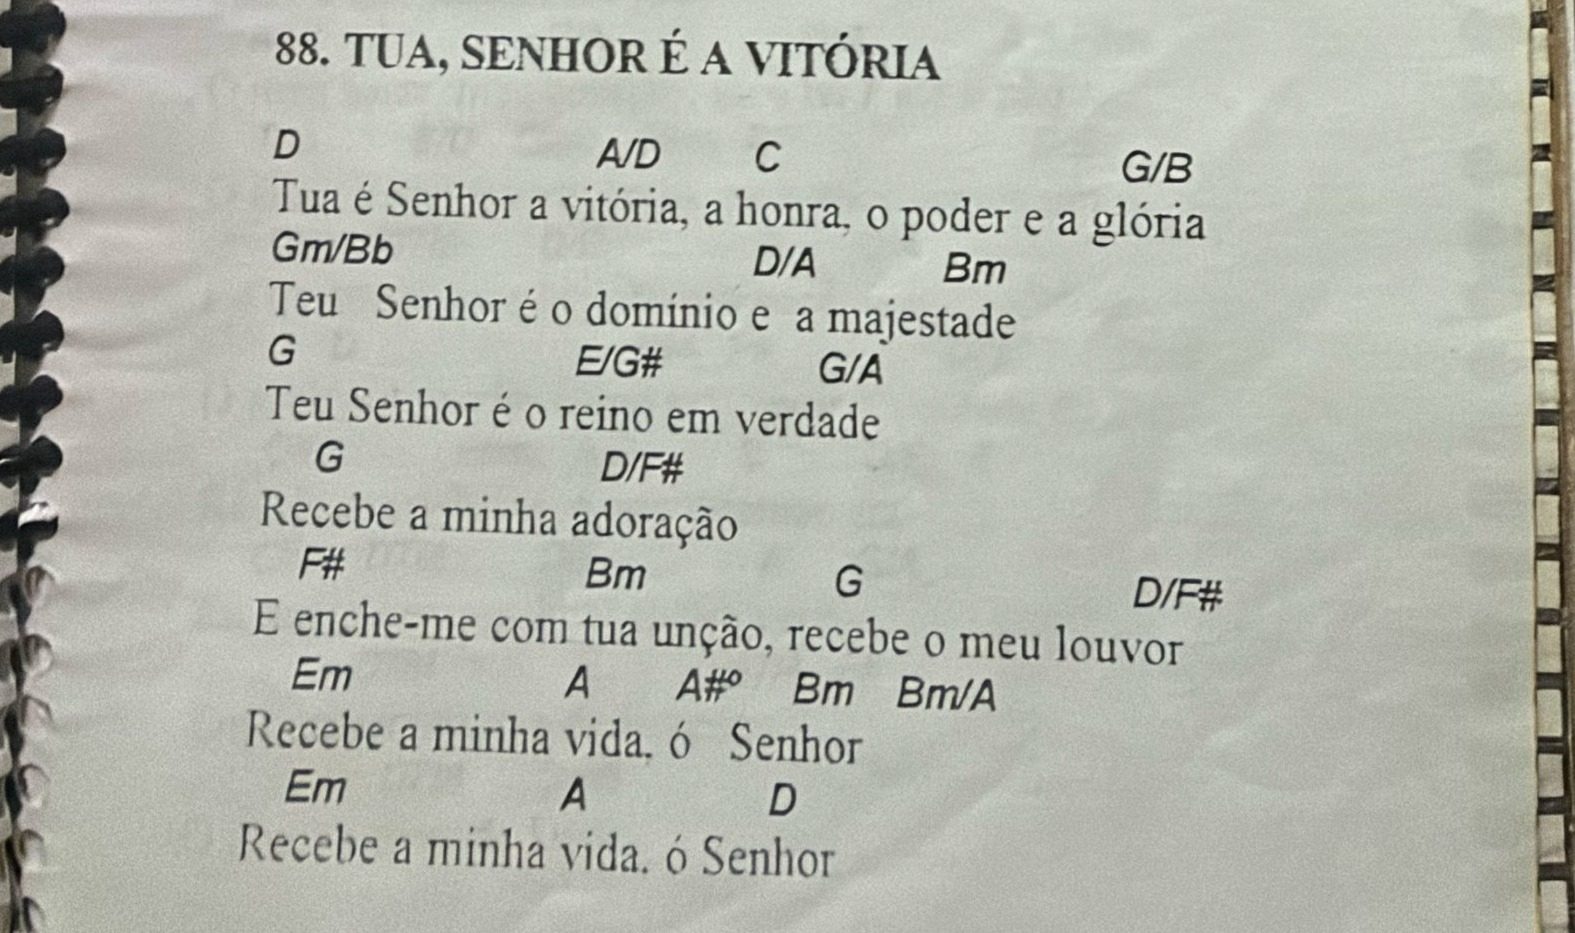 88. TUA, SENHOR É A VITÓRIA
D A/D C G/B
Tua é Senhor a vitória, a honra, o poder e a glória
Gm/Bb D/A Bm
Teu Senhor é o domínio e a majestade
G E/G# G/A
Teu Senhor é o reino em verdade
G D/F#
Recebe a minha adoração
F# Bm G D/F#
E enche-me com tua unção, recebe o meu louvor
Em A A#º Bm Bm/A
Recebe a minha vida, ó Senhor
Em A D
Recebe a minha vida, ó Senhor